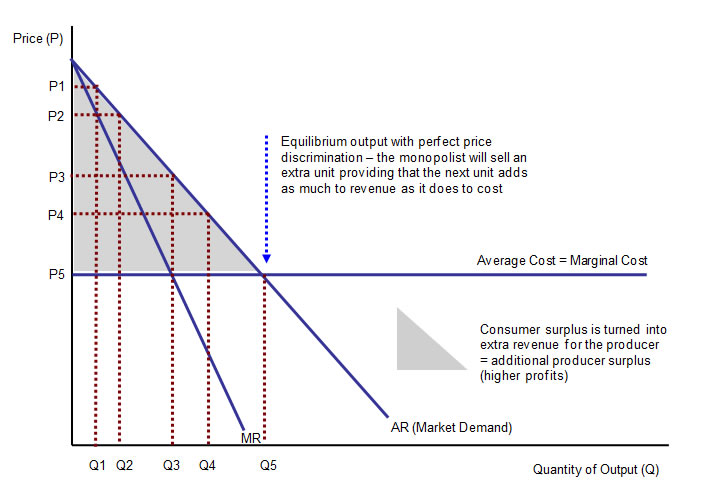 Price (P)
P1
P2
P3
P4
P5
Equilibrium output with perfect price
discrimination – the monopolist will sell an
extra unit providing that the next unit adds
as much to revenue as it does to cost
Average Cost = Marginal Cost
Consumer surplus is turned into
extra revenue for the producer
= additional producer surplus
(higher profits)
AR (Market Demand)
MR
Q1
Q2
Q3
Q4
Q5
Quantity of Output (Q)